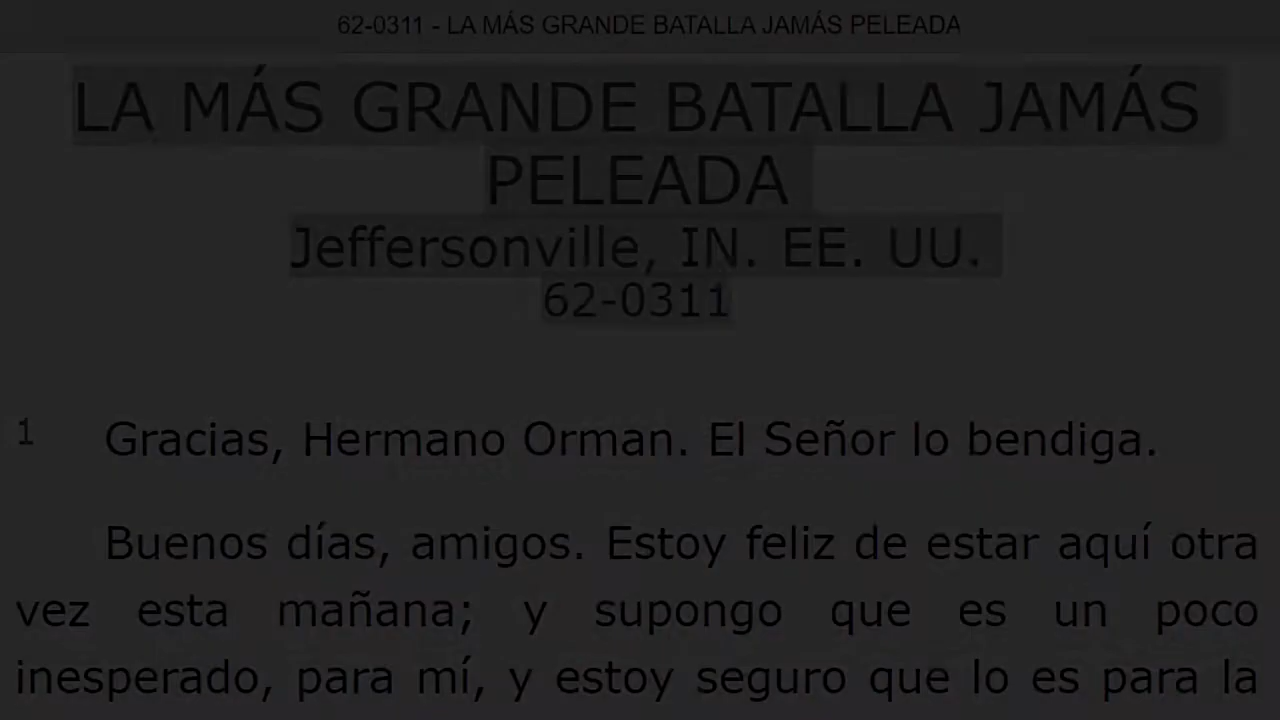 62-0311 - LA MÁS GRANDE BATALLA JAMÁS PELEADA
LA MÁS GRANDE BATALLA JAMÁS
PELEADA
Jeffersonville, IN. EE. UU.
62-0311
1 Gracias, Hermano Orman. El Señor lo bendiga.
Buenos días, amigos. Estoy feliz de estar aquí otra
vez esta mañana; y supongo que es un poco
inesperado, para mí, y estoy seguro que lo es para la